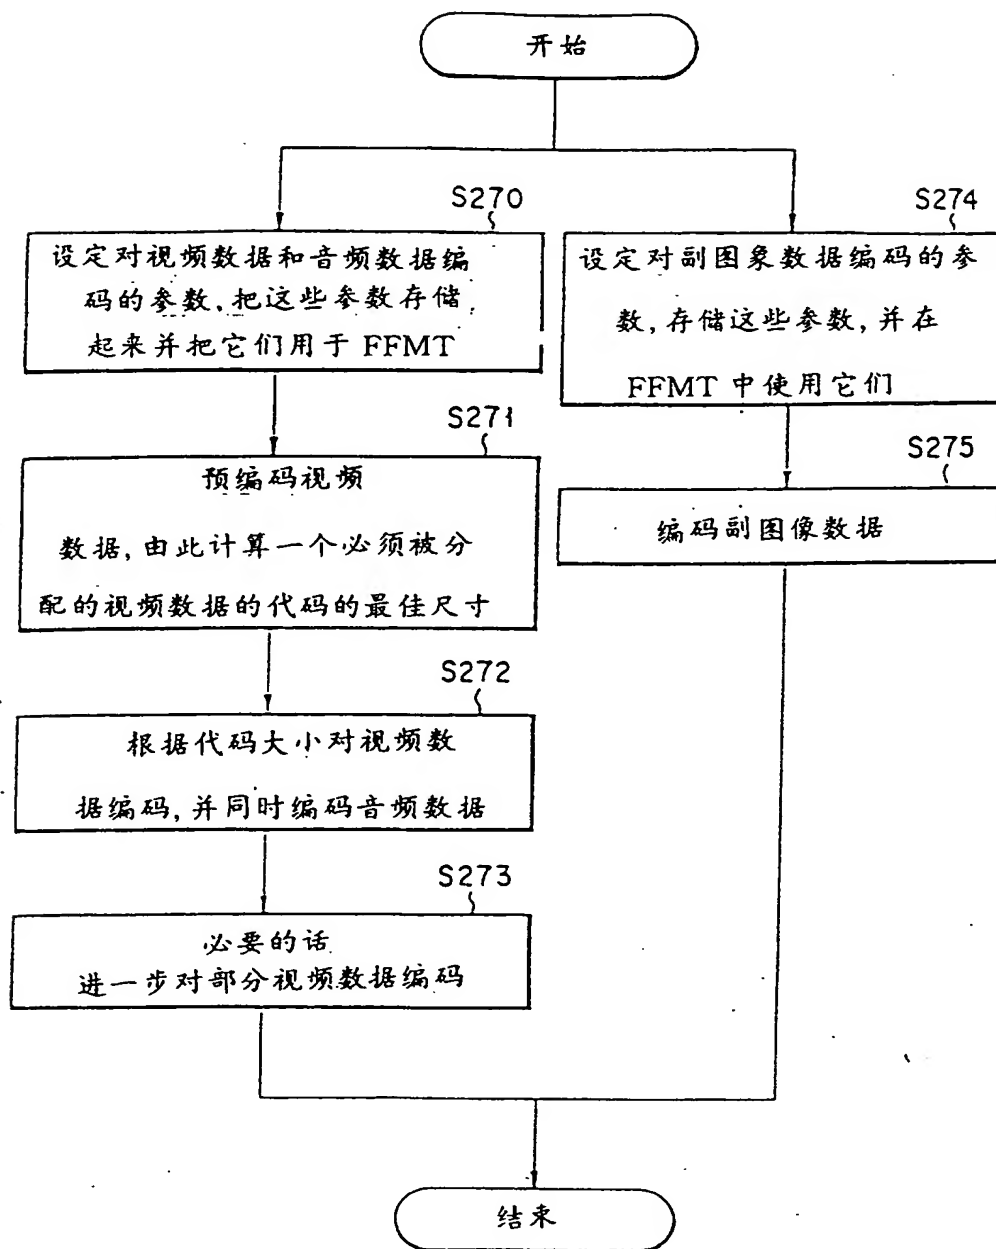 开始
S270
设定对视频数据和音频数据编
码的参数,把这些参数存储
起来并把它们用于 FFMT
S271
预编码视频
数据,由此计算一个必须被分
配的视频数据的代码的最佳尺寸
S272
根据代码大小对视频数
据编码,并同时编码音频数据
S273
必要的话
进一步对部分视频数据编码
S274
设定对副图象数据编码的参
数,存储这些参数,并在
FFMT 中使用它们
S275
编码副图像数据
结束